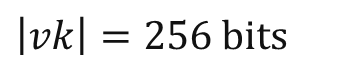 |vk| = 256 bits